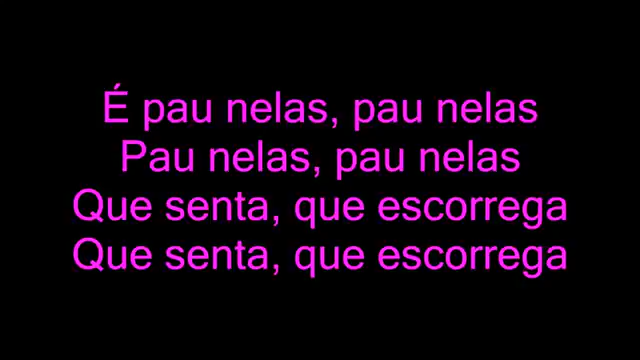 É pau nelas, pau nelas
Pau nelas, pau nelas
Que senta, que escorrega
Que senta, que escorrega